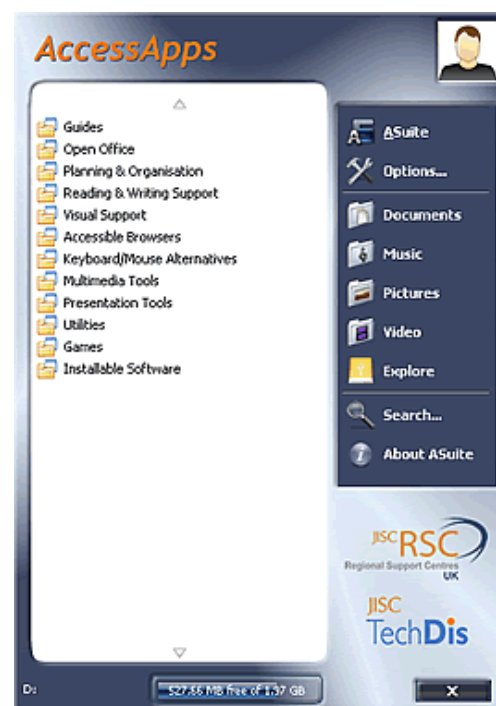 AccessApps
Guides
Open Office
Planning & Organisation
Reading & Writing Support
Visual Support
Accessible Browsers
Keyboard/Mouse Alternatives
Multimedia Tools
Presentation Tools
Utilities
Games
Installable Software
ASuite
Options...
Documents
Music
Pictures
Video
Explore
Search...
About ASuite
JISC RSC
Regional Support Centres
UK
JISC
TechDis
D:
527.66 MB free of 1.97 GB
X